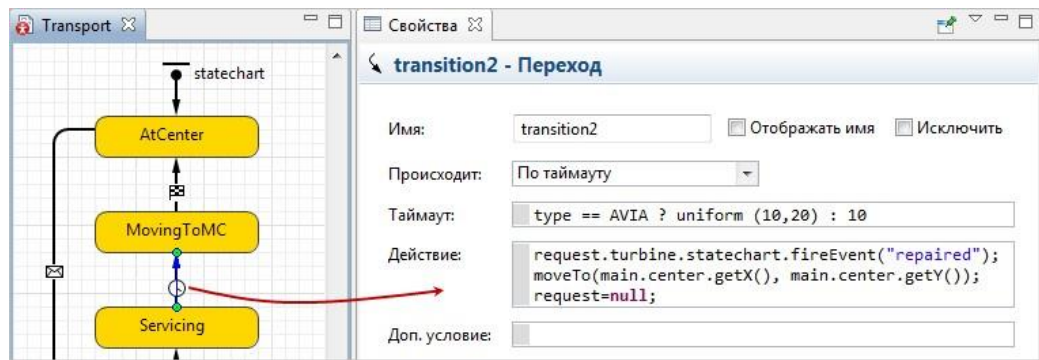 Transport
statechart
AtCenter
MovingToMC
Servicing
Свойства
transition2 - Переход
Имя: transition2 Отображать имя Исключить
Происходит: По таймауту
Таймаут: type == AVIA ? uniform (10,20) : 10
Действие: request.turbine.statechart.fireEvent("repaired");
moveTo(main.center.getX(), main.center.getY());
request=null;
Доп. условие: